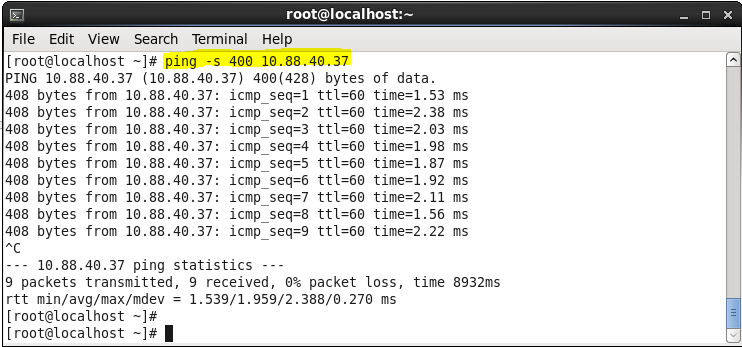 root@localhost:~
File Edit View Search Terminal Help
[root@localhost ~]# ping -s 400 10.88.40.37
PING 10.88.40.37 (10.88.40.37) 400(428) bytes of data.
408 bytes from 10.88.40.37: icmp_seq=1 ttl=60 time=1.53 ms
408 bytes from 10.88.40.37: icmp_seq=2 ttl=60 time=2.38 ms
408 bytes from 10.88.40.37: icmp_seq=3 ttl=60 time=2.03 ms
408 bytes from 10.88.40.37: icmp_seq=4 ttl=60 time=1.98 ms
408 bytes from 10.88.40.37: icmp_seq=5 ttl=60 time=1.87 ms
408 bytes from 10.88.40.37: icmp_seq=6 ttl=60 time=1.92 ms
408 bytes from 10.88.40.37: icmp_seq=7 ttl=60 time=2.11 ms
408 bytes from 10.88.40.37: icmp_seq=8 ttl=60 time=1.56 ms
408 bytes from 10.88.40.37: icmp_seq=9 ttl=60 time=2.22 ms
^C
--- 10.88.40.37 ping statistics ---
9 packets transmitted, 9 received, 0% packet loss, time 8932ms
rtt min/avg/max/mdev = 1.539/1.959/2.388/0.270 ms
[root@localhost ~]#
[root@localhost ~]#